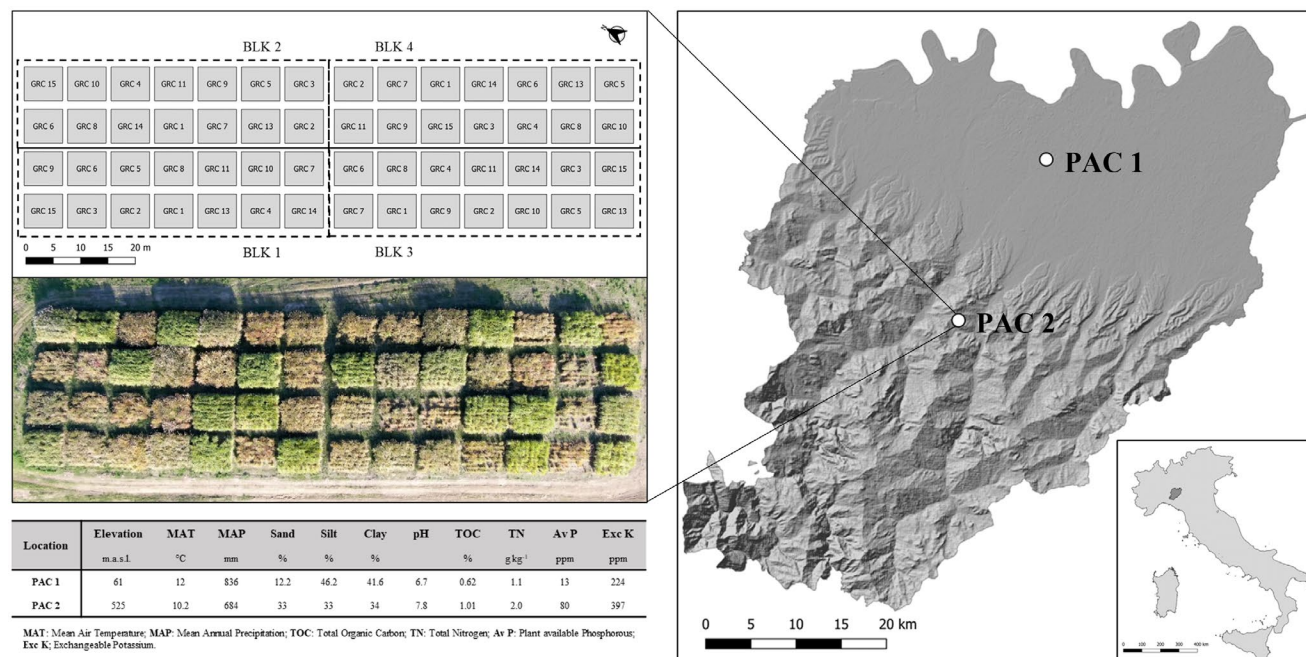 BLK 2 BLK 4
GRC 15 GRC 10 GRC 4 GRC 11 GRC 9 GRC 5 GRC 3 GRC 2 GRC 7 GRC 1 GRC 14 GRC 6 GRC 13 GRC 5
GRC 6 GRC 8 GRC 14 GRC 1 GRC 7 GRC 13 GRC 2 GRC 11 GRC 9 GRC 15 GRC 3 GRC 4 GRC 8 GRC 10
GRC 9 GRC 6 GRC 5 GRC 8 GRC 11 GRC 10 GRC 7 GRC 6 GRC 8 GRC 4 GRC 11 GRC 14 GRC 3 GRC 15
GRC 15 GRC 3 GRC 2 GRC 1 GRC 13 GRC 4 GRC 14 GRC 7 GRC 1 GRC 9 GRC 2 GRC 10 GRC 5 GRC 13
0 5 10 15 20 m
BLK 1 BLK 3
Location Elevation MAT MAP Sand Silt Clay pH TOC TN Av P Exc K
m.a.s.l. °C mm % % % % g kg⁻¹ ppm ppm
PAC 1 61 12 836 12.2 46.2 41.6 6.7 0.62 1.1 13 224
PAC 2 525 10.2 684 33 33 34 7.8 1.01 2.0 80 397
MAT: Mean Air Temperature; MAP: Mean Annual Precipitation; TOC: Total Organic Carbon; TN: Total Nitrogen; Av P: Plant available Phosphorous;
Exc K; Exchangeable Potassium.
PAC 1
PAC 2
0 5 10 15 20 km
0 100 200 300 400 km